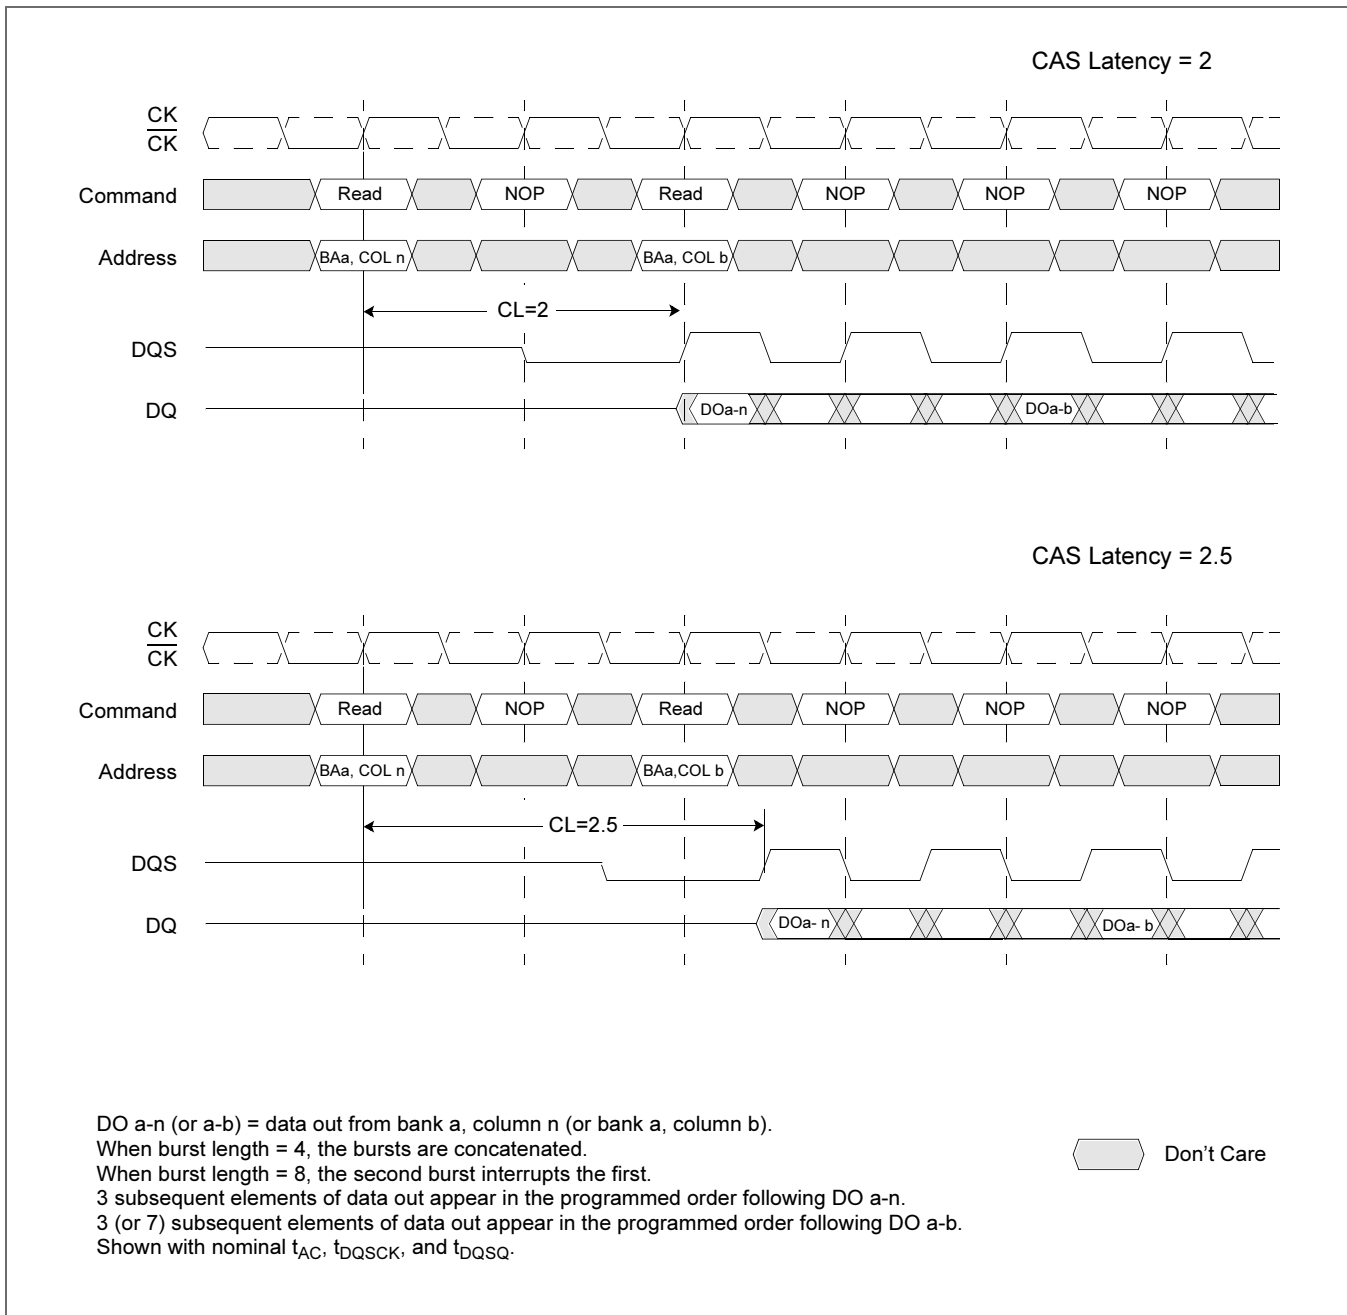 CAS Latency = 2
CK
CK
Command Read NOP Read NOP NOP NOP
Address BAa, COL n BAa, COL b
CL=2
DQS
DQ DOa-n DOa-b
CAS Latency = 2.5
CK
CK
Command Read NOP Read NOP NOP NOP
Address BAa, COL n BAa,COL b
CL=2.5
DQS
DQ DOa- n DOa- b
DO a-n (or a-b) = data out from bank a, column n (or bank a, column b).
When burst length = 4, the bursts are concatenated.
When burst length = 8, the second burst interrupts the first.
3 subsequent elements of data out appear in the programmed order following DO a-n.
3 (or 7) subsequent elements of data out appear in the programmed order following DO a-b.
Shown with nominal tAC, tDQSCK, and tDQSQ.
Don't Care